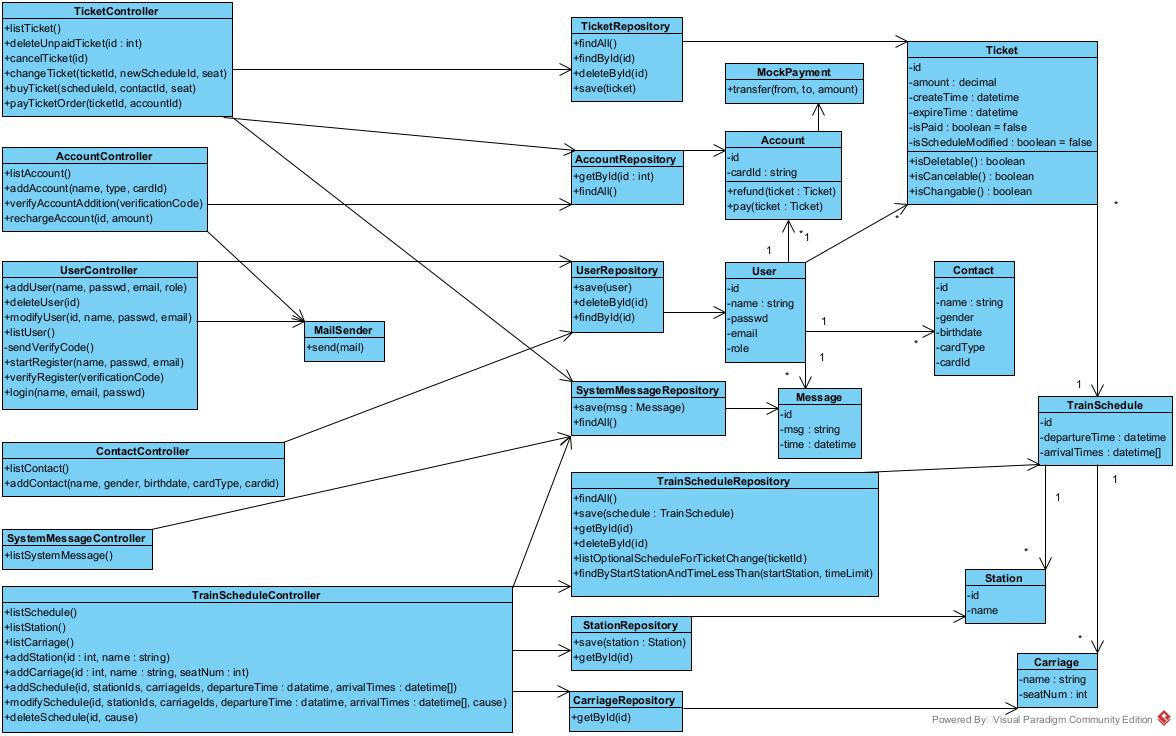 TicketController
+listTicket()
+deleteUnpaidTicket(id : int)
+cancelTicket(id)
+changeTicket(ticketId, newScheduleId, seat)
+buyTicket(scheduleId, contactId, seat)
+payTicketOrder(ticketId, accountId)
AccountController
+listAccount()
+addAccount(name, type, cardId)
+verifyAccountAddition(verificationCode)
+rechargeAccount(id, amount)
UserController
+addUser(name, passwd, email, role)
+deleteUser(id)
+modifyUser(id, name, passwd, email)
+listUser()
-sendVerifyCode()
+startRegister(name, passwd, email)
+verifyRegister(verificationCode)
+login(name, email, passwd)
MailSender
+send(mail)
ContactController
+listContact()
+addContact(name, gender, birthdate, cardType, cardid)
SystemMessageController
+listSystemMessage()
TrainScheduleController
+listSchedule()
+listStation()
+listCarriage()
+addStation(id : int, name : string)
+addCarriage(id : int, name : string, seatNum : int)
+addSchedule(id, stationIds, carriageIds, departureTime : datatime, arrivalTimes : datetime[])
+modifySchedule(id, stationIds, carriageIds, departureTime : datatime, arrivalTimes : datetime[], cause)
+deleteSchedule(id, cause)
TicketRepository
+findAll()
+findById(id)
+deleteById(id)
+save(ticket)
AccountRepository
+getById(id : int)
+findAll()
UserRepository
+save(user)
+deleteById(id)
+findById(id)
SystemMessageRepository
+save(msg : Message)
+findAll()
TrainScheduleRepository
+findAll()
+save(schedule : TrainSchedule)
+getById(id)
+deleteById(id)
+listOptionalScheduleForTicketChange(ticketId)
+findByStartStationAndTimeLessThan(startStation, timeLimit)
StationRepository
+save(station : Station)
+getById(id)
CarriageRepository
+getById(id)
MockPayment
+transfer(from, to, amount)
Account
-id
-cardId : string
+refund(ticket : Ticket)
+pay(ticket : Ticket)
1
*
1
*
User
-id
-name : string
-passwd
-email
-role
1
*
1
*
Message
-id
-msg : string
-time : datetime
Ticket
-id
-amount : decimal
-createTime : datetime
-expireTime : datetime
-isPaid : boolean = false
-isScheduleModified : boolean = false
+isDeletable() : boolean
+isCancelable() : boolean
+isChangable() : boolean
*
1
Contact
-id
-name : string
-gender
-birthdate
-cardType
-cardId
TrainSchedule
-id
-departureTime : datetime
-arrivalTimes : datetime[]
1
*
1
*
Station
-id
-name
Carriage
-name : string
-seatNum : int
Powered By Visual Paradigm Community Edition